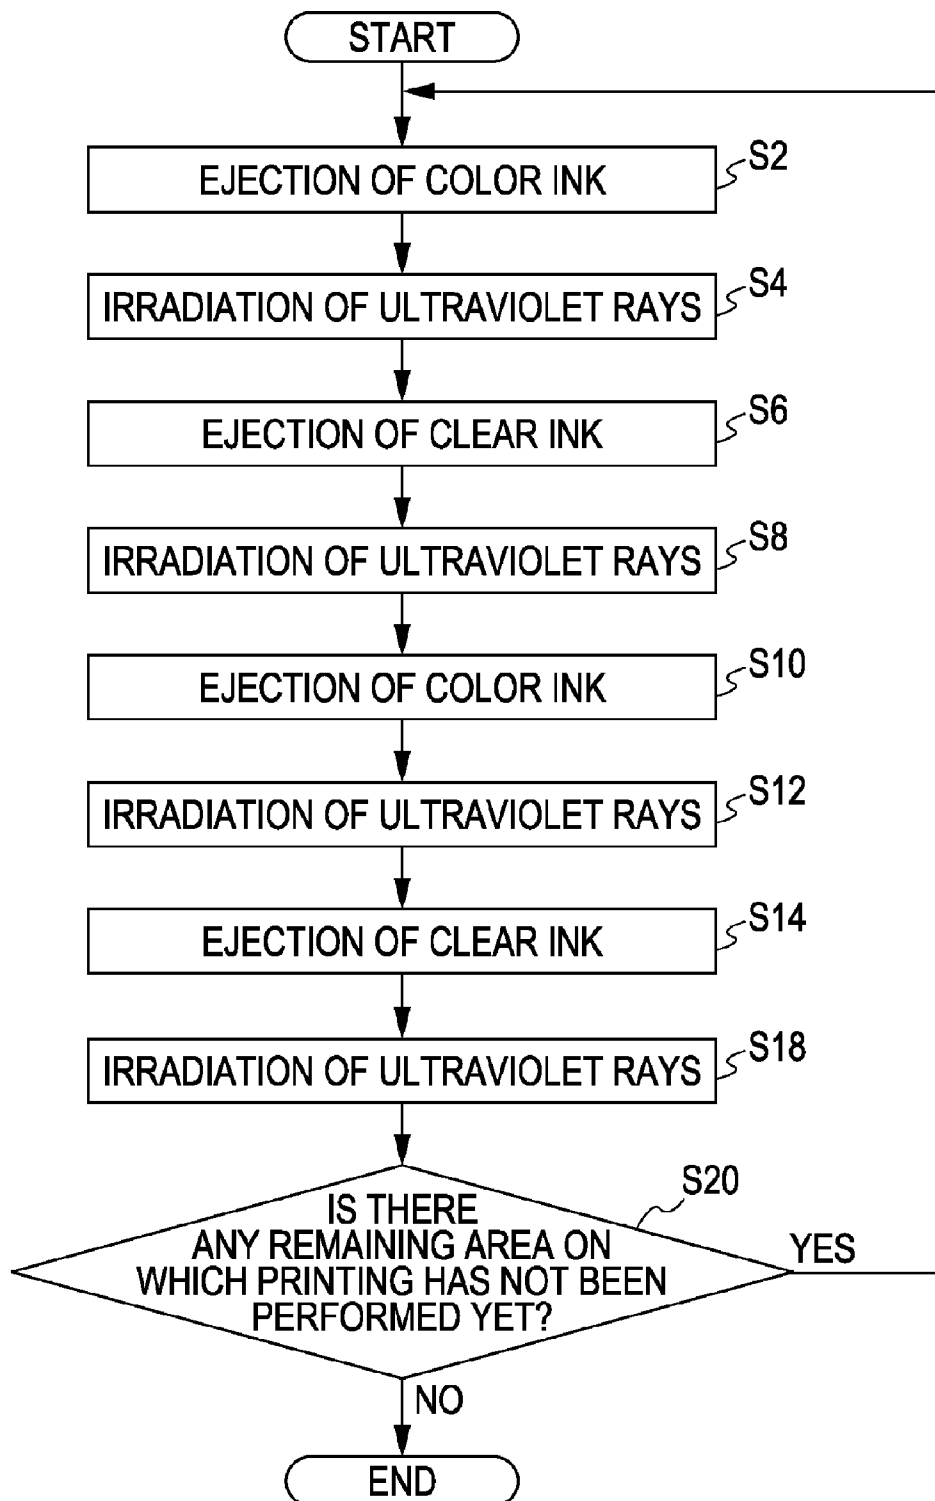 START
EJECTION OF COLOR INK
S2
IRRADIATION OF ULTRAVIOLET RAYS
S4
EJECTION OF CLEAR INK
S6
IRRADIATION OF ULTRAVIOLET RAYS
S8
EJECTION OF COLOR INK
S10
IRRADIATION OF ULTRAVIOLET RAYS
S12
EJECTION OF CLEAR INK
S14
IRRADIATION OF ULTRAVIOLET RAYS
S18
S20
IS THERE
ANY REMAINING AREA ON
WHICH PRINTING HAS NOT BEEN
PERFORMED YET?
YES
NO
END